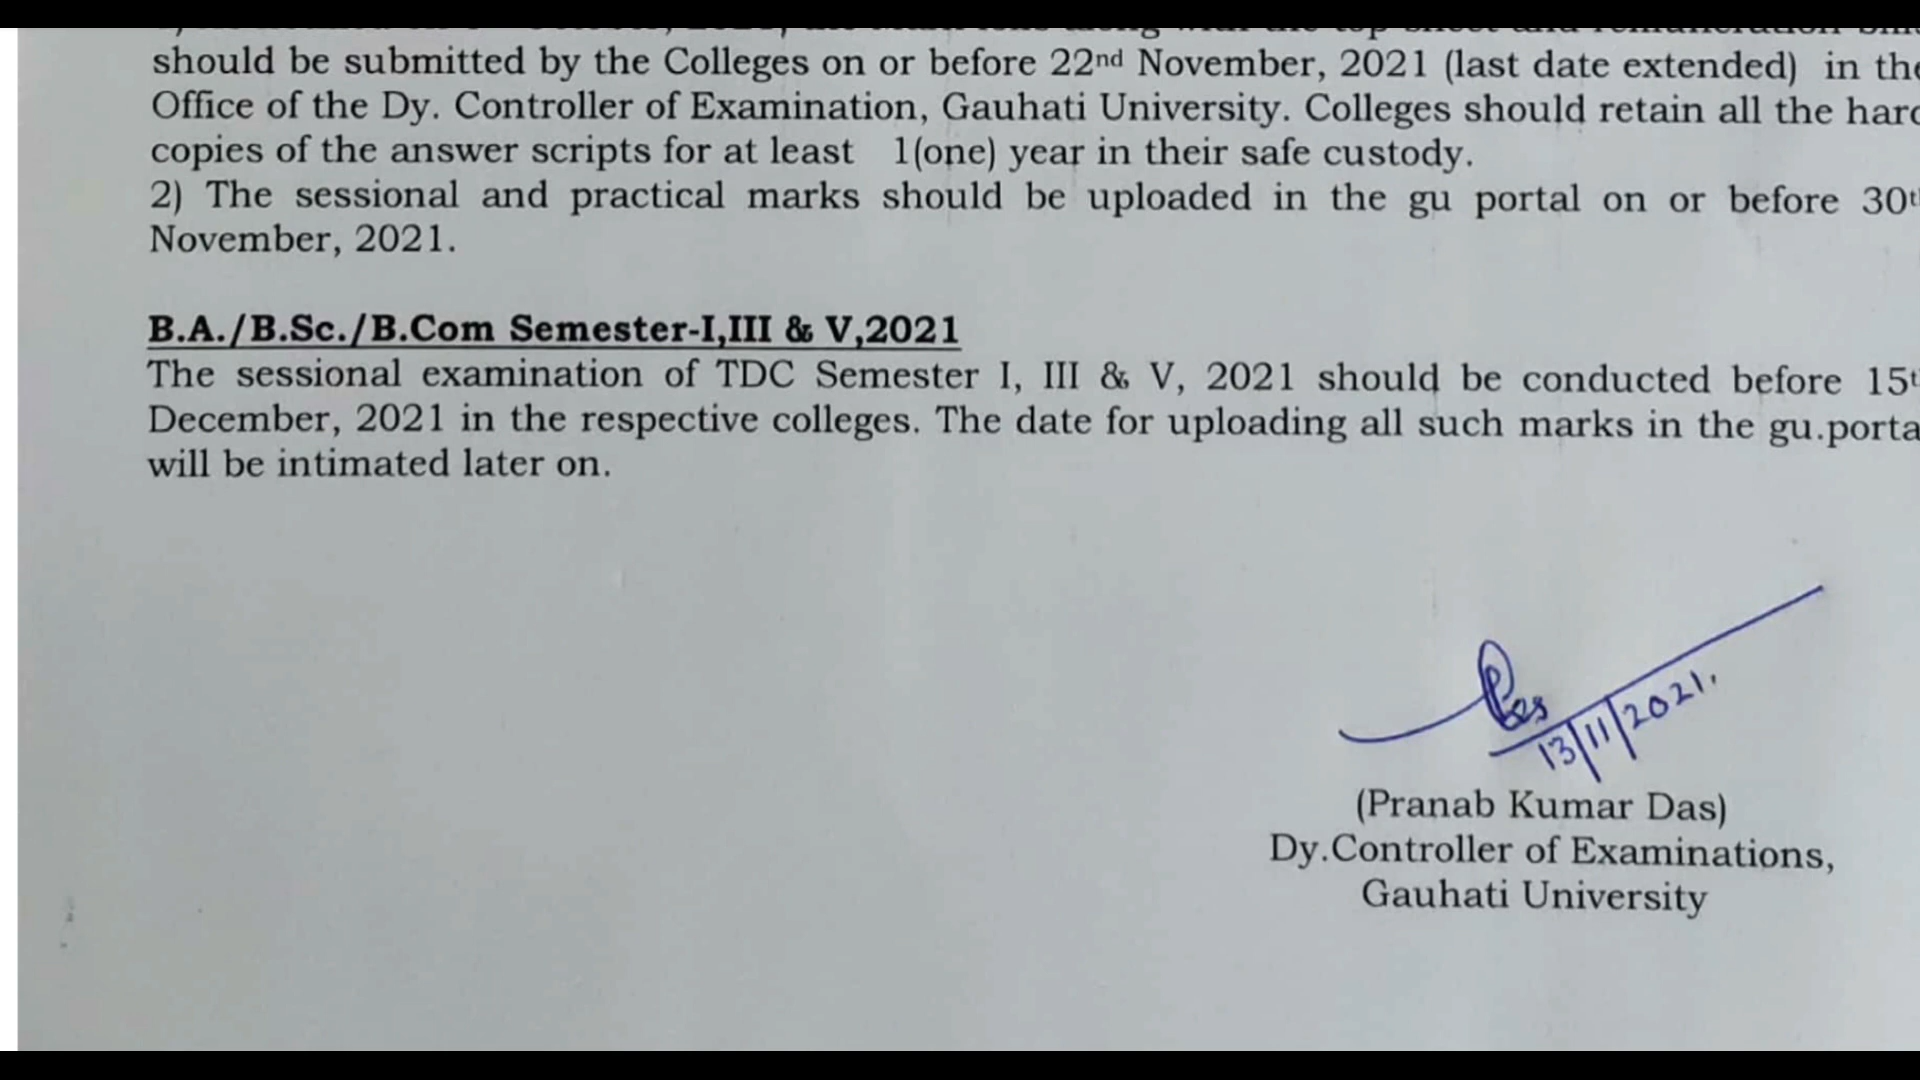 should be submitted by the Colleges on or before 22nd November, 2021 (last date extended) in the
Office of the Dy. Controller of Examination, Gauhati University. Colleges should retain all the hard
copies of the answer scripts for at least 1(one) year in their safe custody.
2) The sessional and practical marks should be uploaded in the gu portal on or before 30th
November, 2021.
B.A./B.Sc./B.Com Semester-I,III & V,2021
The sessional examination of TDC Semester I, III & V, 2021 should be conducted before 15t
December, 2021 in the respective colleges. The date for uploading all such marks in the gu.porta
will be intimated later on.
13/11/2021.
(Pranab Kumar Das)
Dy.Controller of Examinations,
Gauhati University